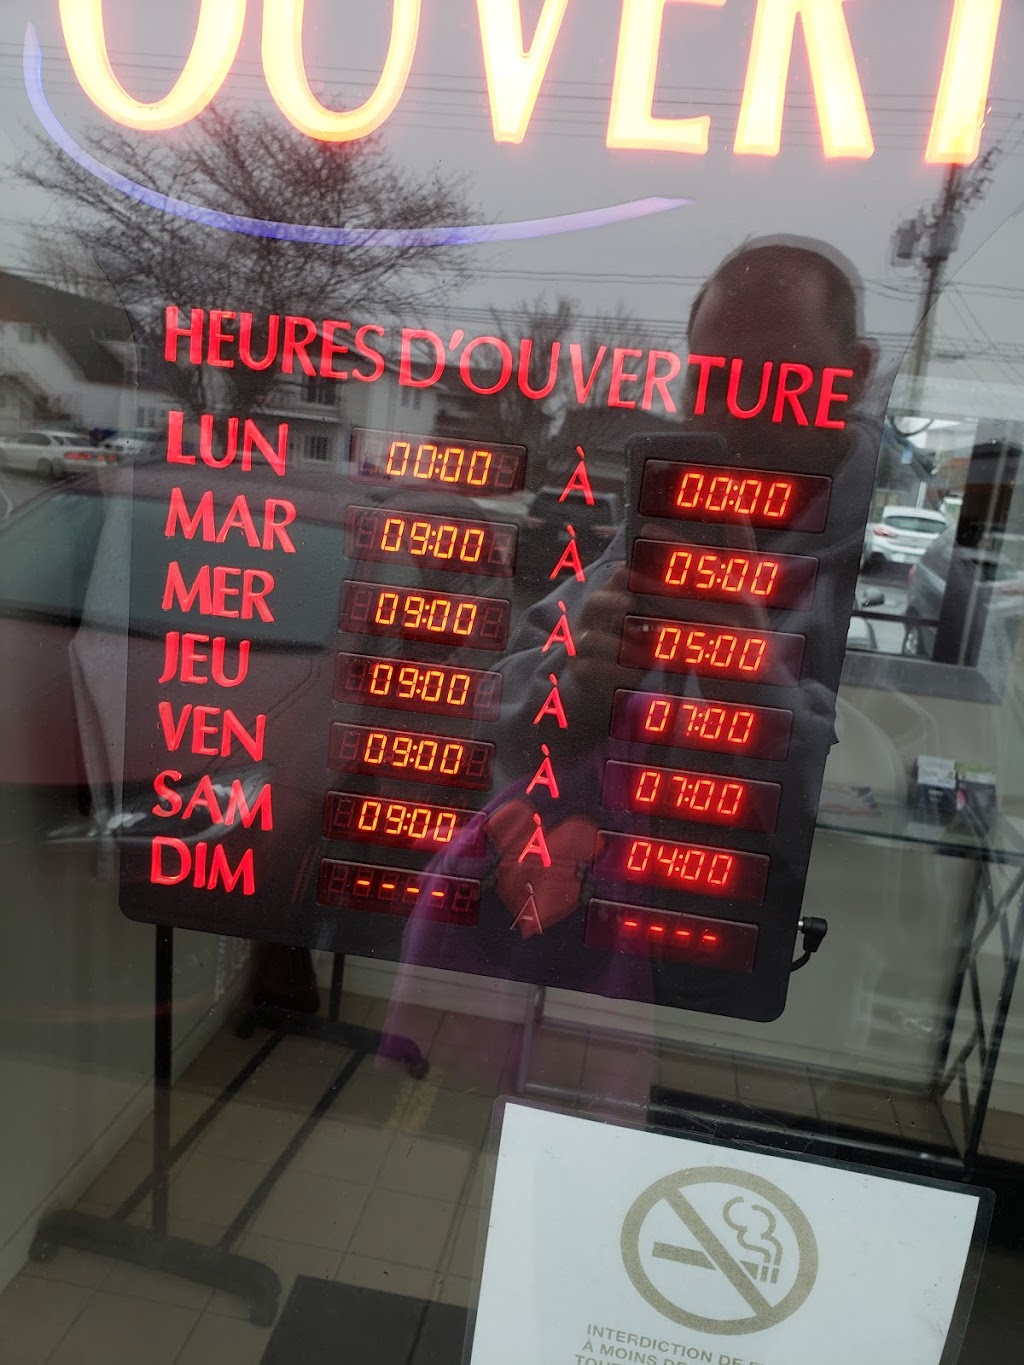 OUVERT
HEURES D'OUVERTURE
LUN 00:00 À 00:00
MAR 09:00 À 05:00
MER 09:00 À 05:00
JEU 09:00 À 07:00
VEN 09:00 À 07:00
SAM 09:00 À 04:00
DIM ---- À ----
INTERDICTION DE
À MOINS DE